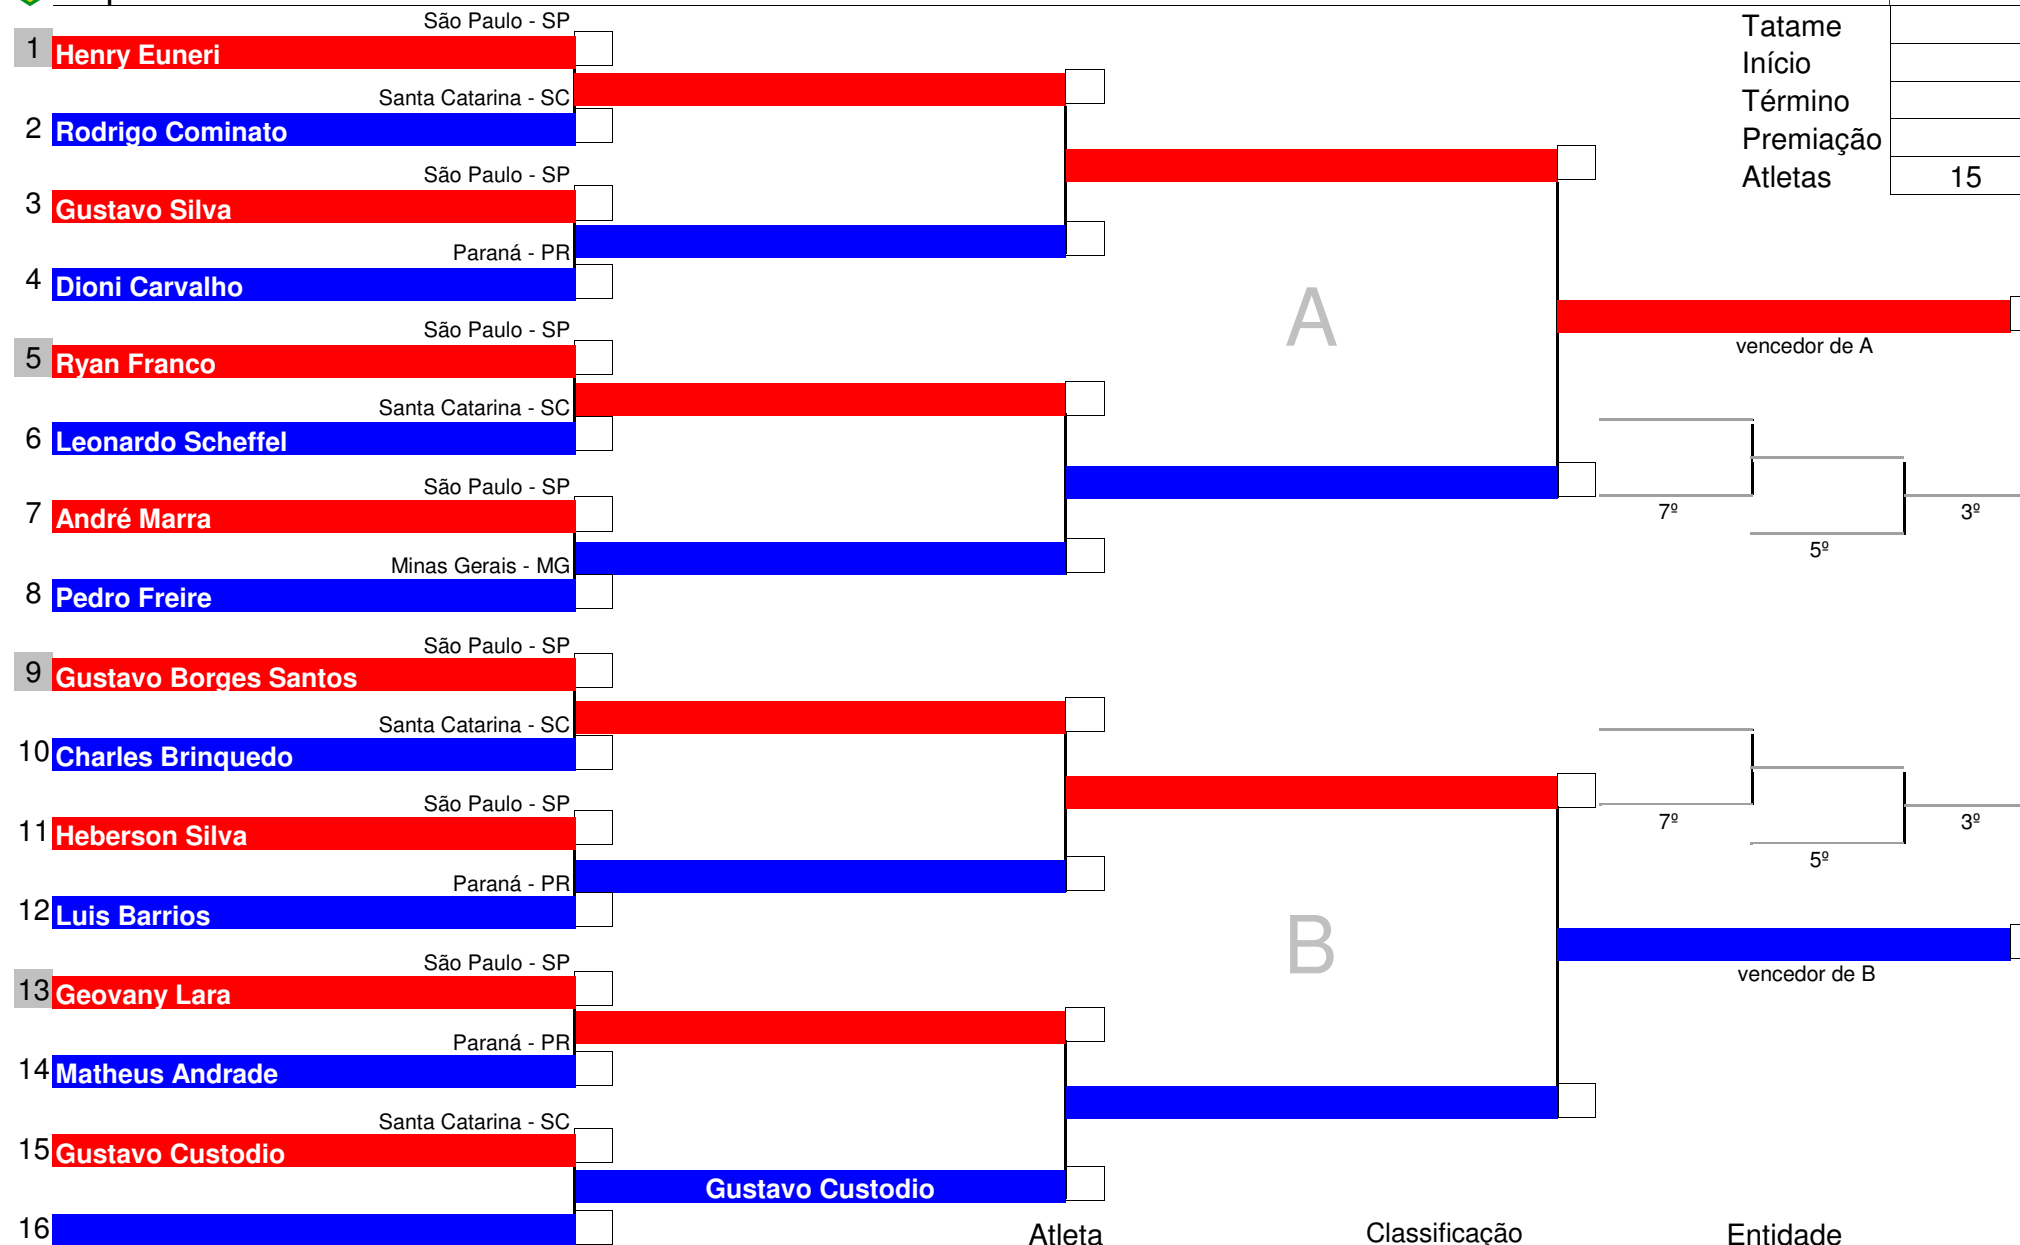 São Paulo - SP
1 Henry Euneri
Santa Catarina - SC
2 Rodrigo Cominato
São Paulo - SP
3 Gustavo Silva
Paraná - PR
4 Dioni Carvalho
São Paulo - SP
5 Ryan Franco
Santa Catarina - SC
6 Leonardo Scheffel
São Paulo - SP
7 André Marra
Minas Gerais - MG
8 Pedro Freire
São Paulo - SP
9 Gustavo Borges Santos
Santa Catarina - SC
10 Charles Brinquedo
São Paulo - SP
11 Heberson Silva
Paraná - PR
12 Luis Barrios
São Paulo - SP
13 Geovany Lara
Paraná - PR
14 Matheus Andrade
Santa Catarina - SC
15 Gustavo Custodio
16
Gustavo Custodio
A
B
Tatame
Início
Término
Premiação
Atletas 15
vencedor de A
7º
5º
3º
7º
5º
3º
vencedor de B
Atleta Classificação Entidade